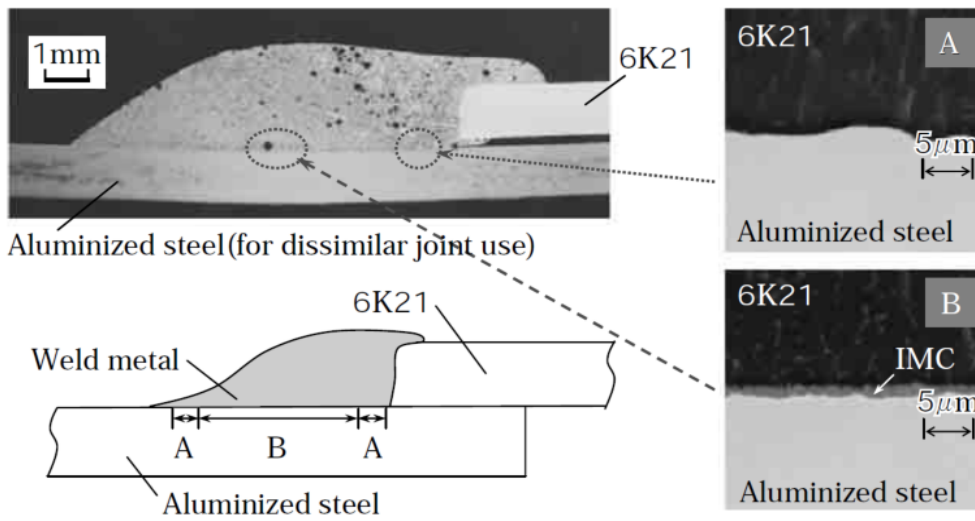 1mm
6K21
Aluminized steel(for dissimilar joint use)
6K21
A
5μm
Aluminized steel
6K21
B
IMC
5μm
Aluminized steel
6K21
Weld metal
A
B
A
Aluminized steel